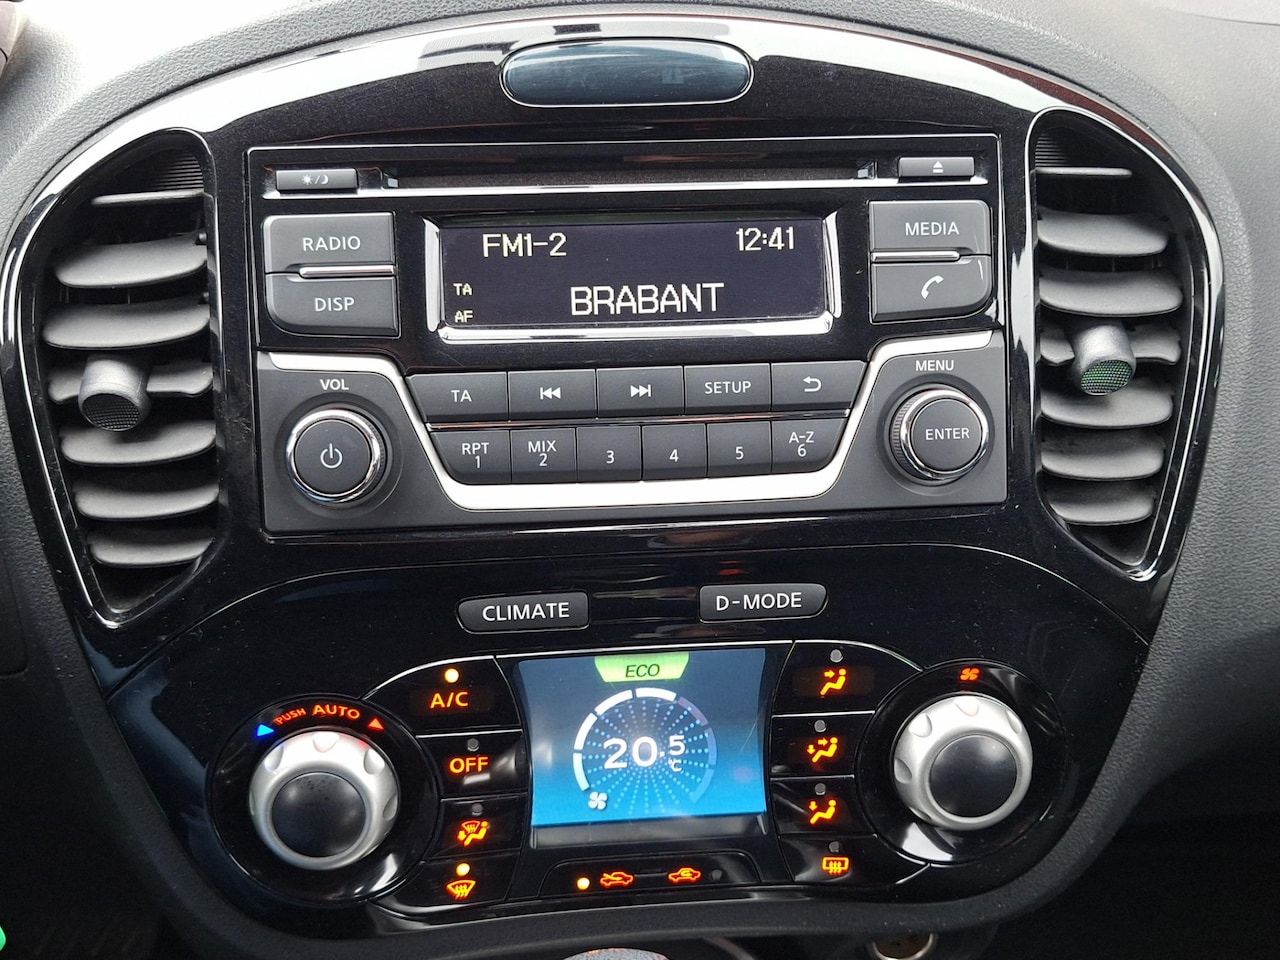 RADIO
DISP
FM1-2 12:41
TA
AF
BRABANT
MEDIA
VOL
TA
SETUP
MENU
ENTER
RPT 1
MIX 2
3
4
5
A-Z 6
CLIMATE
D-MODE
PUSH AUTO
A/C
OFF
ECO
20.5 °C